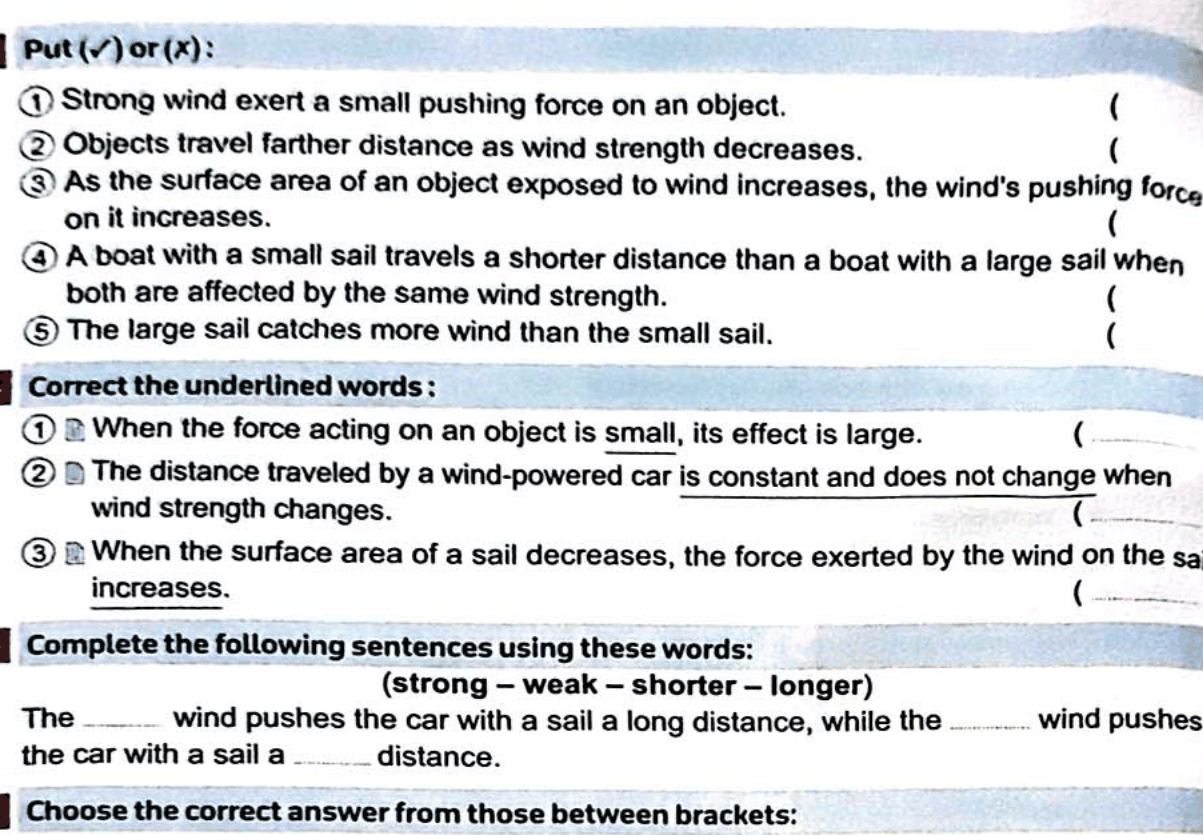 Put (✓) or (x):
① Strong wind exert a small pushing force on an object. (
② Objects travel farther distance as wind strength decreases. (
③ As the surface area of an object exposed to wind increases, the wind's pushing force
on it increases. (
④ A boat with a small sail travels a shorter distance than a boat with a large sail when
both are affected by the same wind strength. (
⑤ The large sail catches more wind than the small sail. (
Correct the underlined words:
① When the force acting on an object is small, its effect is large. (
② The distance traveled by a wind-powered car is constant and does not change when
wind strength changes. (
③ When the surface area of a sail decreases, the force exerted by the wind on the sa
increases. (
Complete the following sentences using these words:
(strong – weak – shorter – longer)
The ........ wind pushes the car with a sail a long distance, while the ........ wind pushes
the car with a sail a ........ distance.
Choose the correct answer from those between brackets: